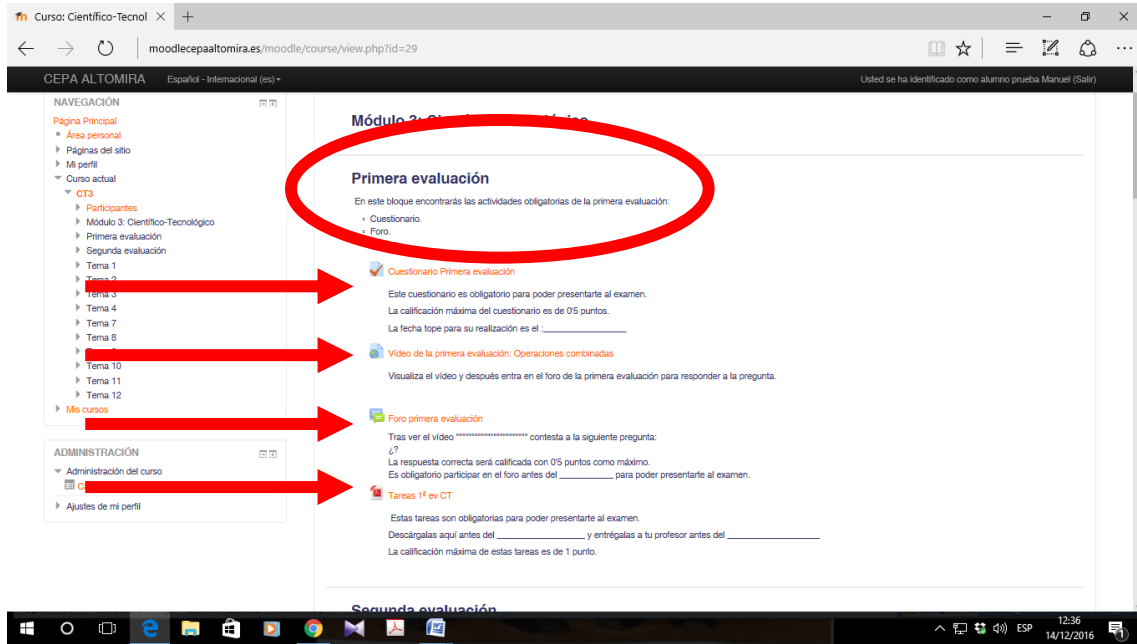 Curso: Científico-Tecnol
moodlecepaaltomira.es/moodle/course/view.php?id=29
CEPA ALTOMIRA Español - Internacional (es)
Usted se ha identificado como alumno prueba Manuel (Salir)
NAVEGACIÓN
Página Principal
Área personal
Páginas del sitio
Mi perfil
Curso actual
CT3
Participantes
Módulo 3: Científico-Tecnológico
Primera evaluación
Segunda evaluación
Tema 1
Tema 2
Tema 3
Tema 4
Tema 7
Tema 8
Tema 10
Tema 11
Tema 12
Mis cursos
ADMINISTRACIÓN
Administración del curso
Ajustes de mi perfil
Módulo 3:
Primera evaluación
En este bloque encontrarás las actividades obligatorias de la primera evaluación:
Cuestionario.
Foro.
Cuestionario Primera evaluación
Este cuestionario es obligatorio para poder presentarte al examen.
La calificación máxima del cuestionario es de 0'5 puntos.
La fecha tope para su realización es el :__________________
Vídeo de la primera evaluación: Operaciones combinadas
Visualiza el vídeo y después entra en el foro de la primera evaluación para responder a la pregunta.
Foro primera evaluación
Tras ver el vídeo """"""""""""""""""""""""" contesta a la siguiente pregunta:
¿?
La respuesta correcta será calificada con 0'5 puntos como máximo.
Es obligatorio participar en el foro antes del ____________ para poder presentarte al examen.
Tareas 1ª ev CT
Estas tareas son obligatorias para poder presentarte al examen.
Descárgalas aquí antes del ___________________ y entrégalas a tu profesor antes del ____________________
La calificación máxima de estas tareas es de 1 punto.
Segunda evaluación
ESP
12:36
14/12/2016